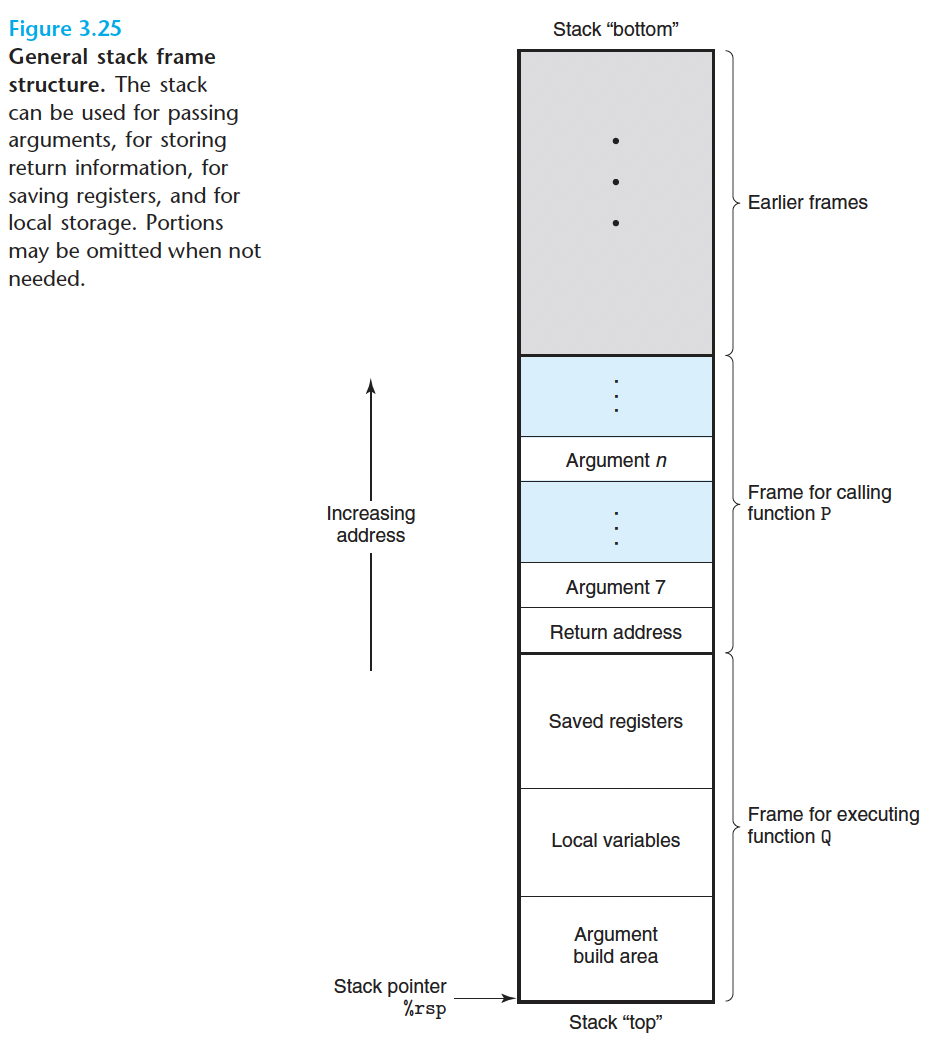 Figure 3.25
General stack frame
structure. The stack
can be used for passing
arguments, for storing
return information, for
saving registers, and for
local storage. Portions
may be omitted when not
needed.
Stack “bottom”
Earlier frames
Argument n
Frame for calling
function P
Increasing
address
Argument 7
Return address
Saved registers
Local variables
Frame for executing
function Q
Argument
build area
Stack pointer
%rsp
Stack “top”